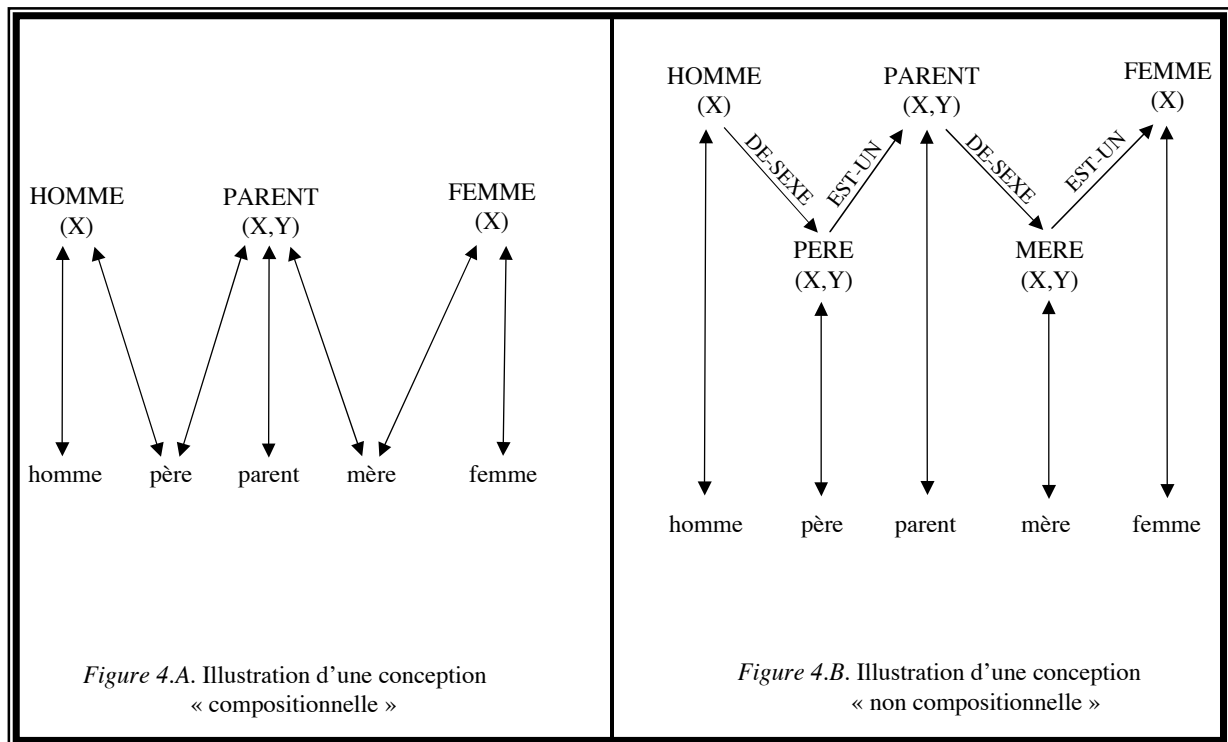 HOMME
(X)
PARENT
(X,Y)
FEMME
(X)
homme
père
parent
mère
femme
Figure 4.A. Illustration d'une conception
« compositionnelle »
HOMME
(X)
PARENT
(X,Y)
FEMME
(X)
DE-SEXE
EST-UN
DE-SEXE
EST-UN
PERE
(X,Y)
MERE
(X,Y)
homme
père
parent
mère
femme
Figure 4.B. Illustration d'une conception
« non compositionnelle »